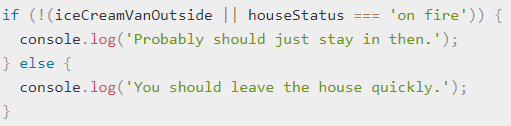 if (!(iceCreamVanOutside || houseStatus === 'on fire')) {
  console.log('Probably should just stay in then.');
} else {
  console.log('You should leave the house quickly.');
}